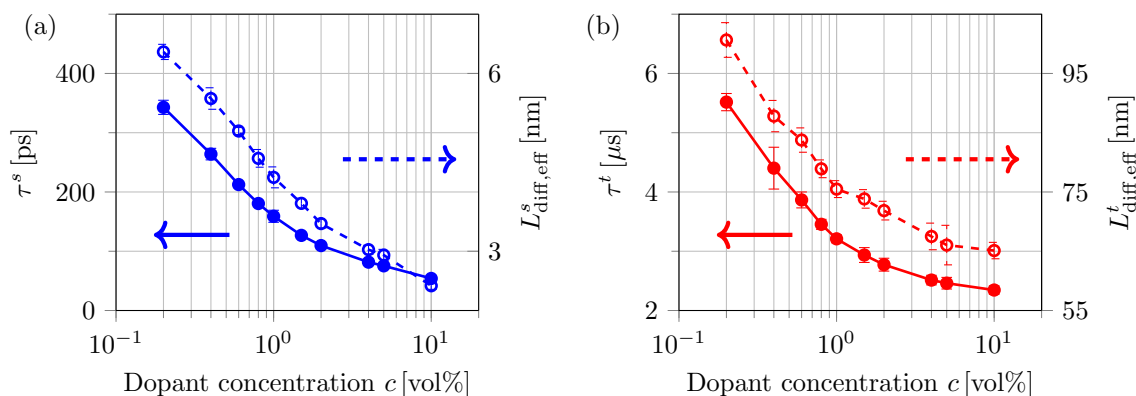 (a)
400
200
0
τ^s [ps]
6
3
L^s_diff,eff [nm]
10^−1 10^0 10^1
Dopant concentration c [vol%]
(b)
6
4
2
τ^t [μs]
95
75
55
L^t_diff,eff [nm]
10^−1 10^0 10^1
Dopant concentration c [vol%]